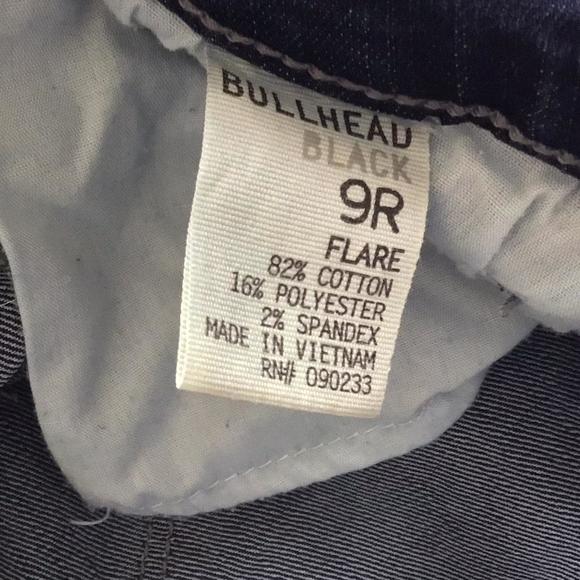 BULLHEAD
BLACK
9R
FLARE
82% COTTON
16% POLYESTER
2% SPANDEX
MADE IN VIETNAM
RN# 090233